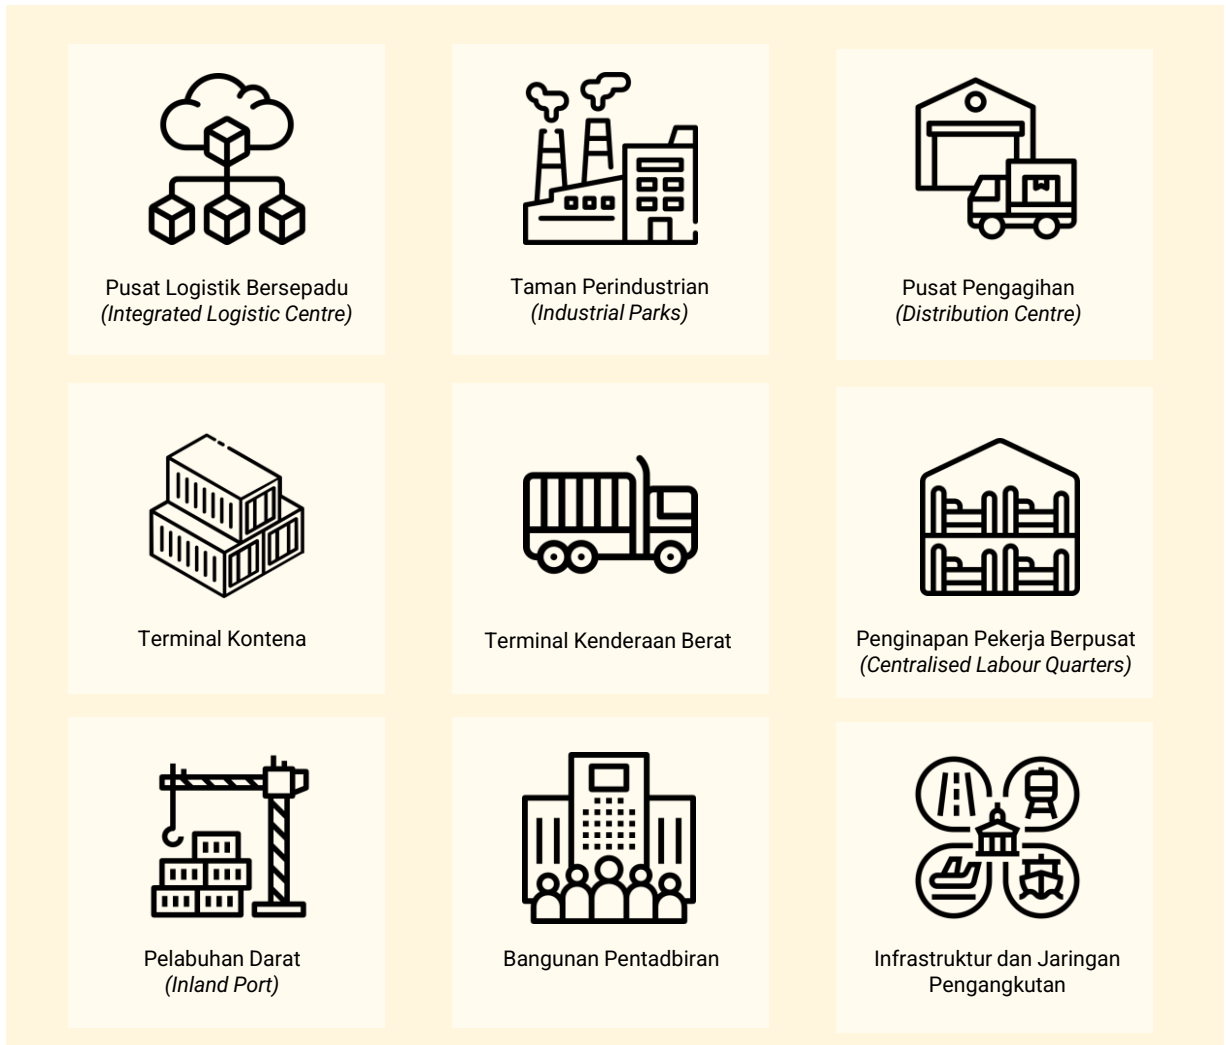 Pusat Logistik Bersepadu
(Integrated Logistic Centre)
Taman Perindustrian
(Industrial Parks)
Pusat Pengagihan
(Distribution Centre)
Terminal Kontena
Terminal Kenderaan Berat
Penginapan Pekerja Berpusat
(Centralised Labour Quarters)
Pelabuhan Darat
(Inland Port)
Bangunan Pentadbiran
Infrastruktur dan Jaringan
Pengangkutan